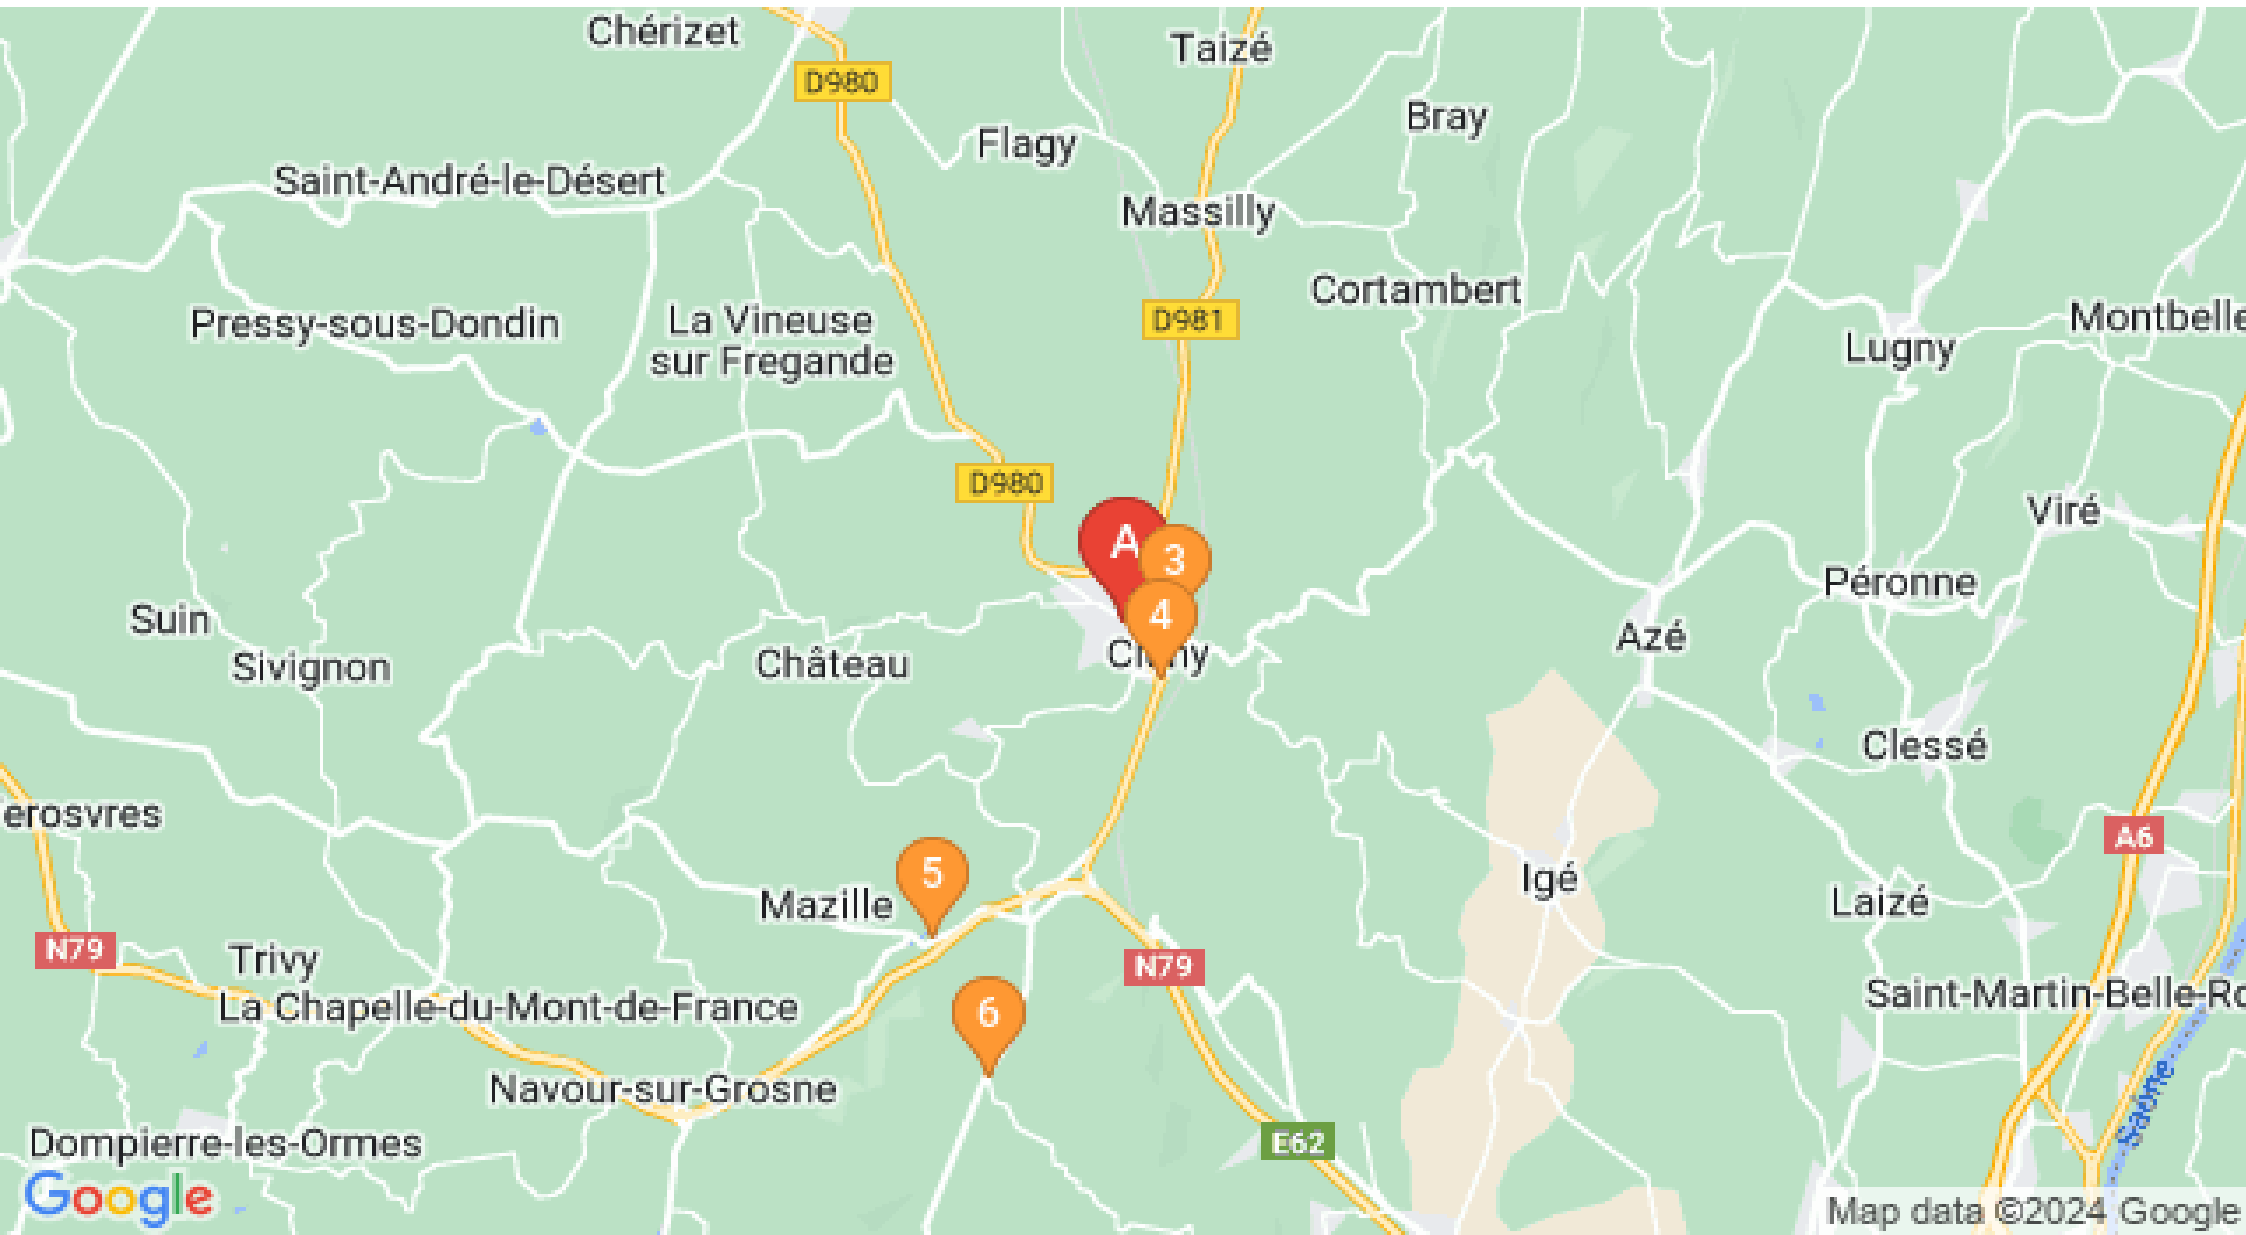 Chérizet
Taizé
D980
Bray
Flagy
Saint-André-le-Désert
Massilly
Cortambert
Pressy-sous-Dondin
La Vineuse
sur Fregande
D981
Montbelle
Lugny
D980
Viré
A
3
4
Péronne
Suin
Azé
Sivignon
Château
Clessé
erosvres
A6
5
Igé
Mazille
Laizé
N79
Trivy
N79
La Chapelle-du-Mont-de-France
6
Saint-Martin-Belle-Ro
Navour-sur-Grosne
Saône
Dompierre-les-Ormes
E62
Google
Map data ©2024 Google